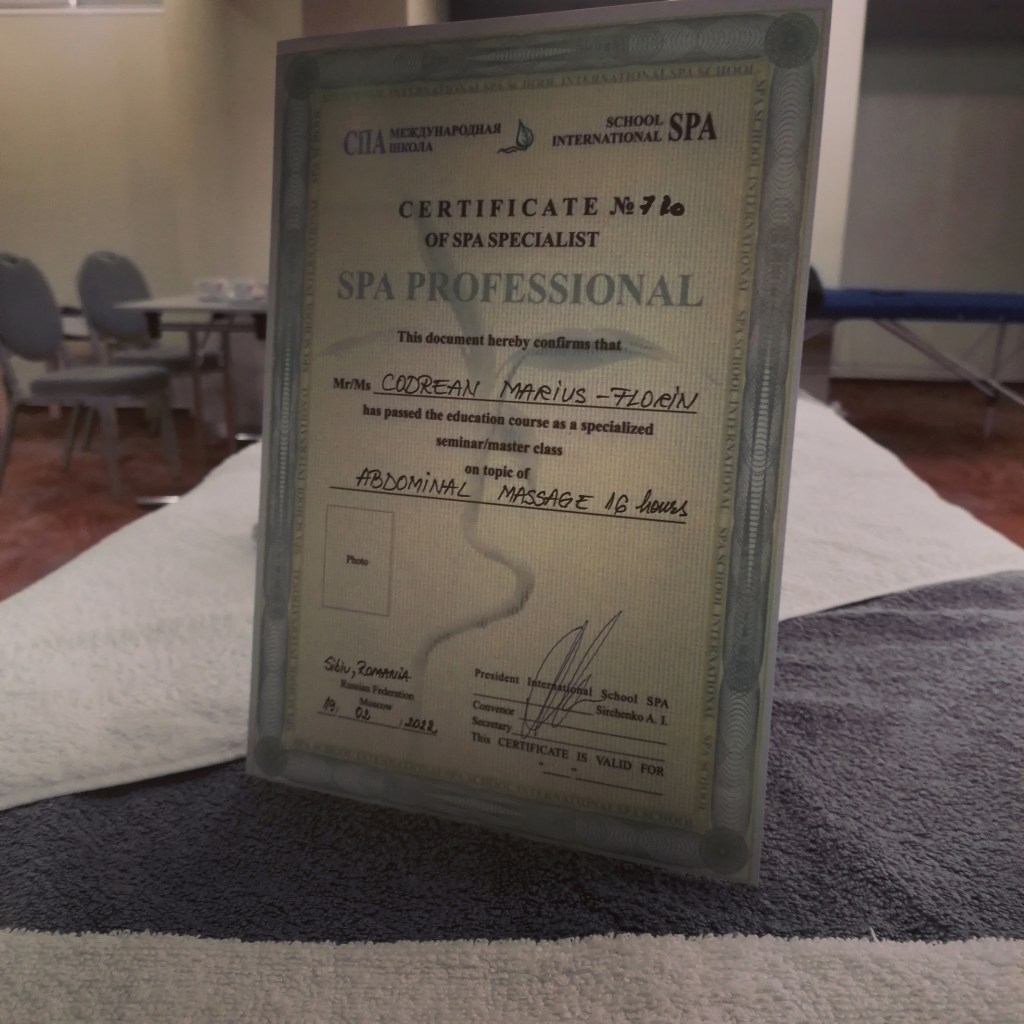 СПА МЕЖДУНАРОДНАЯ ШКОЛА
SCHOOL INTERNATIONAL SPA
CERTIFICATE № 720
OF SPA SPECIALIST
SPA PROFESSIONAL
This document hereby confirms that
Mr/Ms CODREAN MARIUS-FLORIN
has passed the education course as a specialized
seminar/master class
on topic of
ABDOMINAL MASSAGE 16 hours
Photo
Sibiu, ROMANIA
Russian Federation
Moscow
19. 02. 2022.
President International School SPA
Convenor Sirchenko A. I.
Secretary
This CERTIFICATE IS VALID FOR